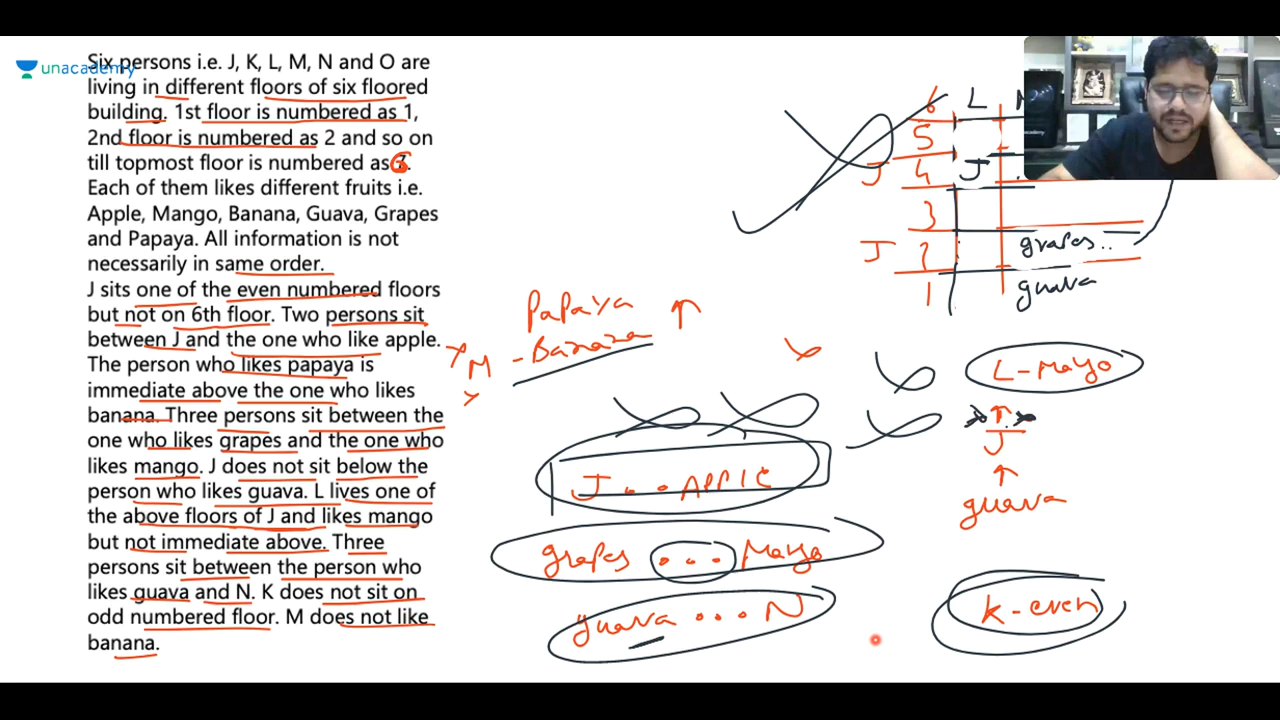 Six persons i.e. J, K, L, M, N and O are
unacademy
living in different floors of six floored
building. 1st floor is numbered as 1,
2nd floor is numbered as 2 and so on
till topmost floor is numbered as 6.
Each of them likes different fruits i.e.
Apple, Mango, Banana, Guava, Grapes
and Papaya. All information is not
necessarily in same order.
J sits one of the even numbered floors
but not on 6th floor. Two persons sit
between J and the one who like apple.
The person who likes papaya is
immediate above the one who likes
banana. Three persons sit between the
one who likes grapes and the one who
likes mango. J does not sit below the
person who likes guava. L lives one of
the above floors of J and likes mango
but not immediate above. Three
persons sit between the person who
likes guava and N. K does not sit on
odd numbered floor. M does not like
banana.
Papaya ↑
M - Banana
J . . . APPLE
grapes . . . Mayo
guava . . . N
6 L
5
J 4 J
3
J 2 grapes..
1 guava
L - Mayo
↑
J
↑
guava
K - even